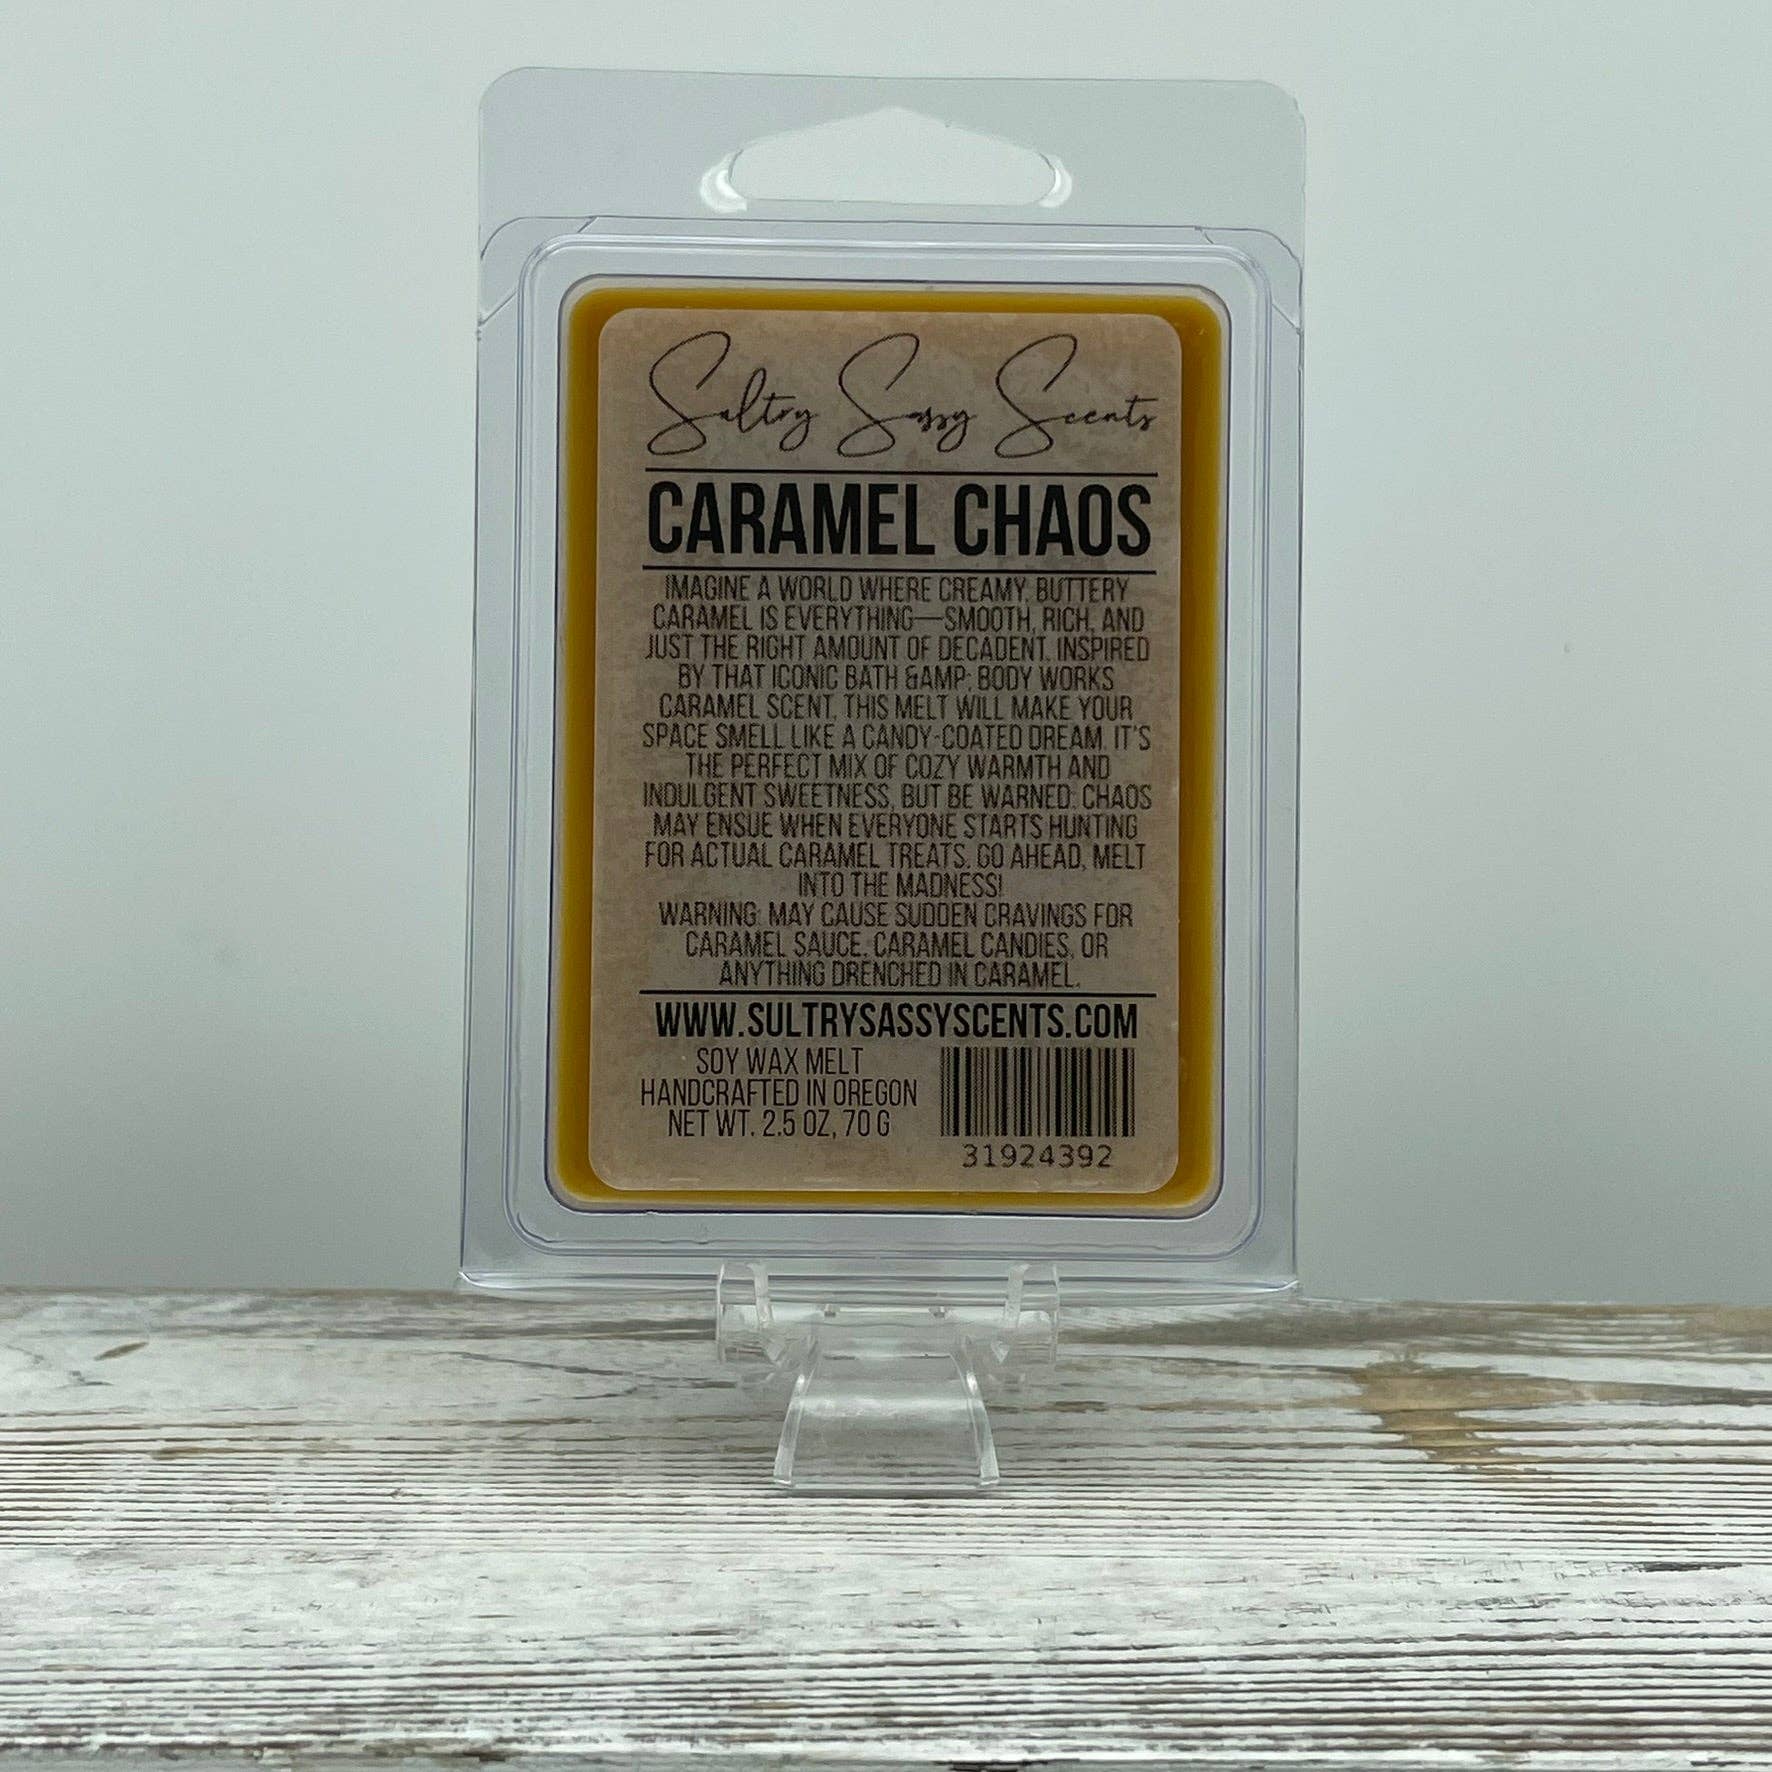 Sultry Sassy Scents
CARAMEL CHAOS
IMAGINE A WORLD WHERE CREAMY, BUTTERY
CARAMEL IS EVERYTHING—SMOOTH, RICH, AND
JUST THE RIGHT AMOUNT OF DECADENT. INSPIRED
BY THAT ICONIC BATH &AMP; BODY WORKS
CARAMEL SCENT, THIS MELT WILL MAKE YOUR
SPACE SMELL LIKE A CANDY-COATED DREAM. IT'S
THE PERFECT MIX OF COZY WARMTH AND
INDULGENT SWEETNESS, BUT BE WARNED: CHAOS
MAY ENSUE WHEN EVERYONE STARTS HUNTING
FOR ACTUAL CARAMEL TREATS. GO AHEAD, MELT
INTO THE MADNESS!
WARNING: MAY CAUSE SUDDEN CRAVINGS FOR
CARAMEL SAUCE, CARAMEL CANDIES, OR
ANYTHING DRENCHED IN CARAMEL.
WWW.SULTRYSASSYSCENTS.COM
SOY WAX MELT
HANDCRAFTED IN OREGON
NET WT. 2.5 OZ, 70 G
31924392